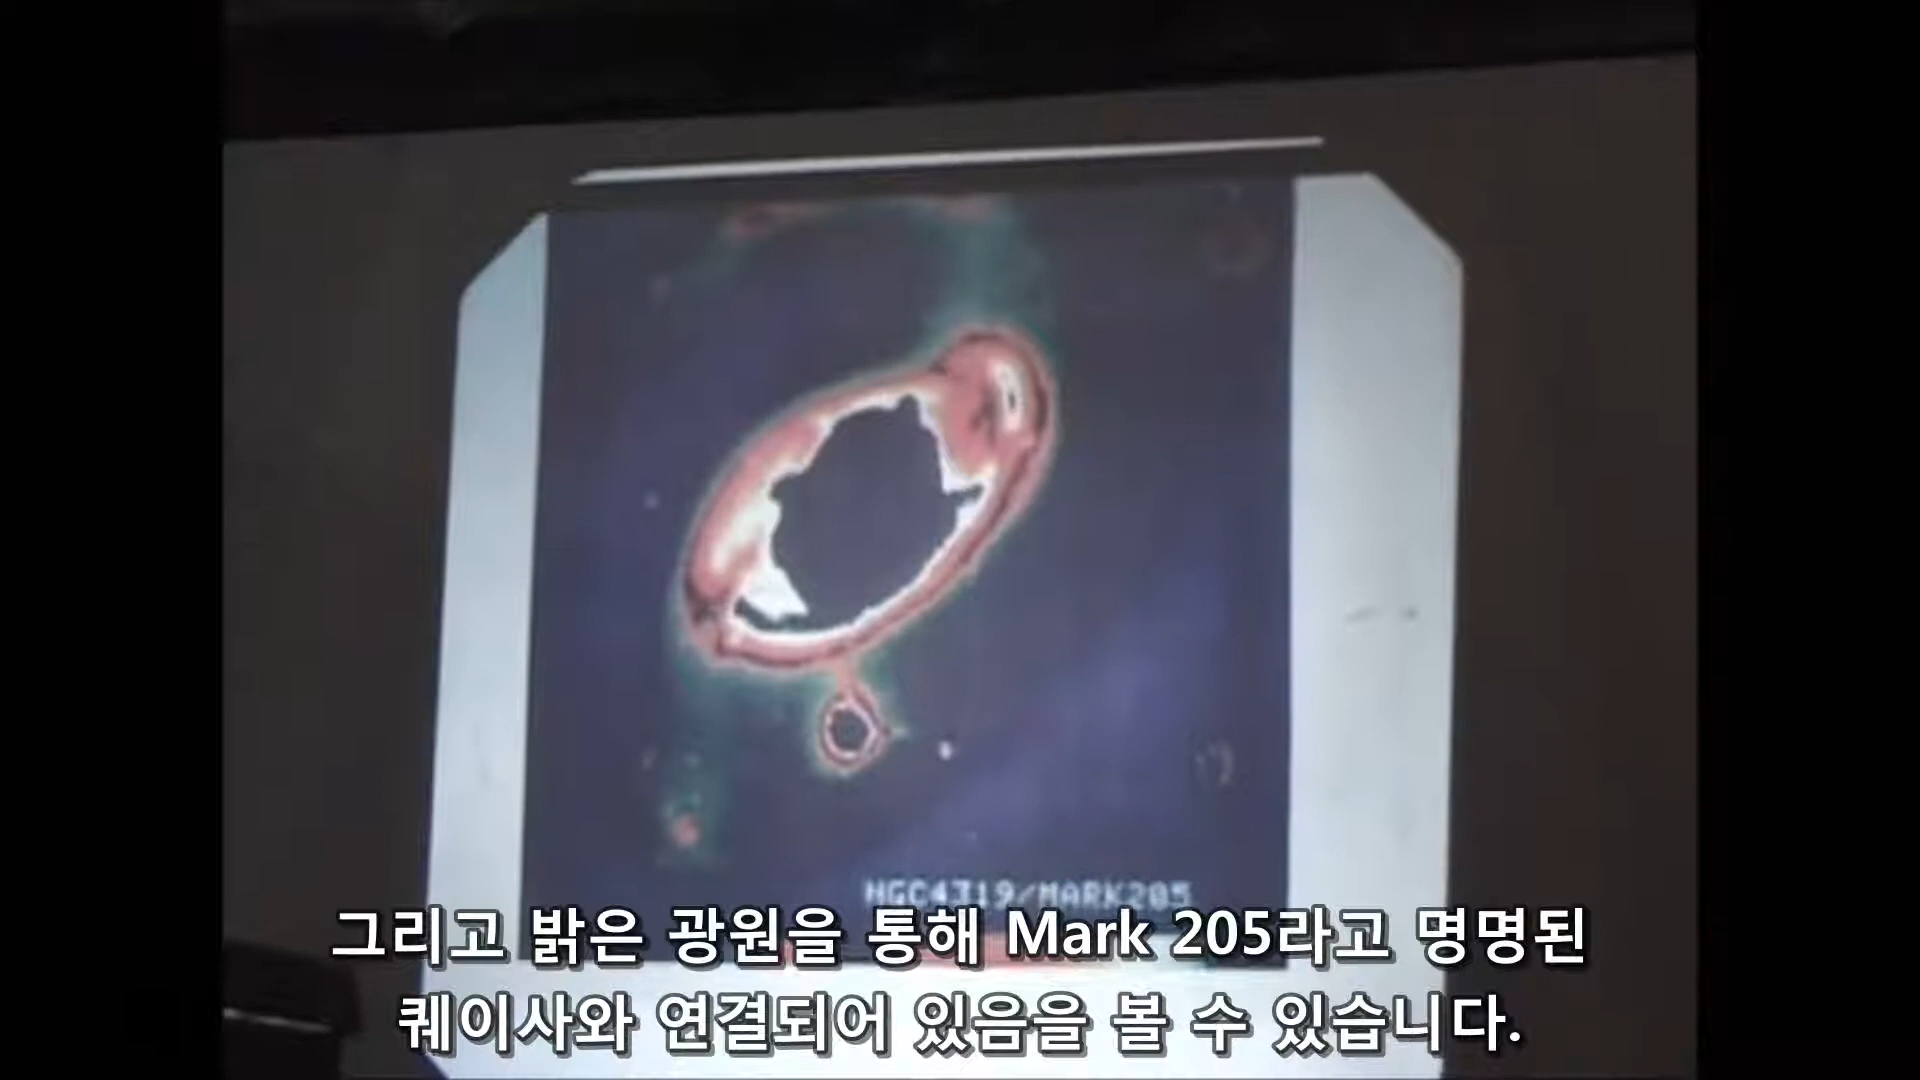 NGC4319/MARK205
그리고 밝은 광원을 통해 Mark 205라고 명명된
퀘이사와 연결되어 있음을 볼 수 있습니다.